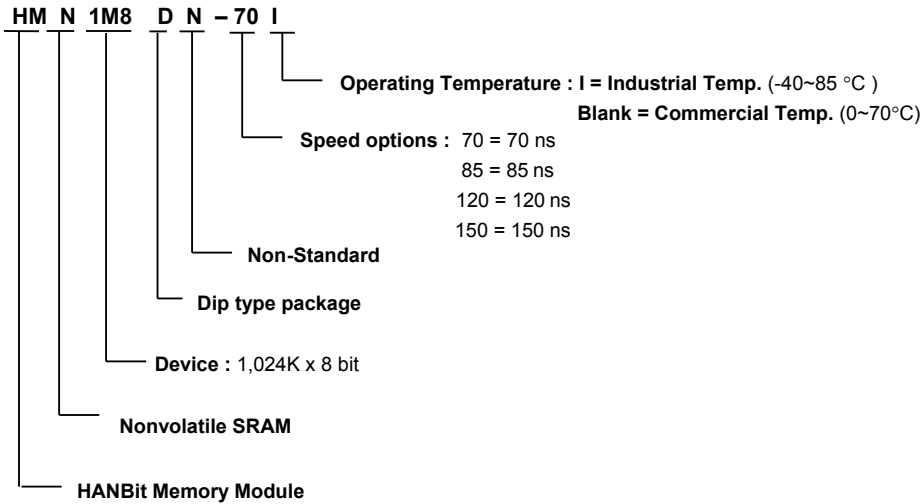 HM N 1M8 D N – 70 I
Operating Temperature : I = Industrial Temp. (-40~85 °C )
Blank = Commercial Temp. (0~70°C)
Speed options : 70 = 70 ns
85 = 85 ns
120 = 120 ns
150 = 150 ns
Non-Standard
Dip type package
Device : 1,024K x 8 bit
Nonvolatile SRAM
HANBit Memory Module